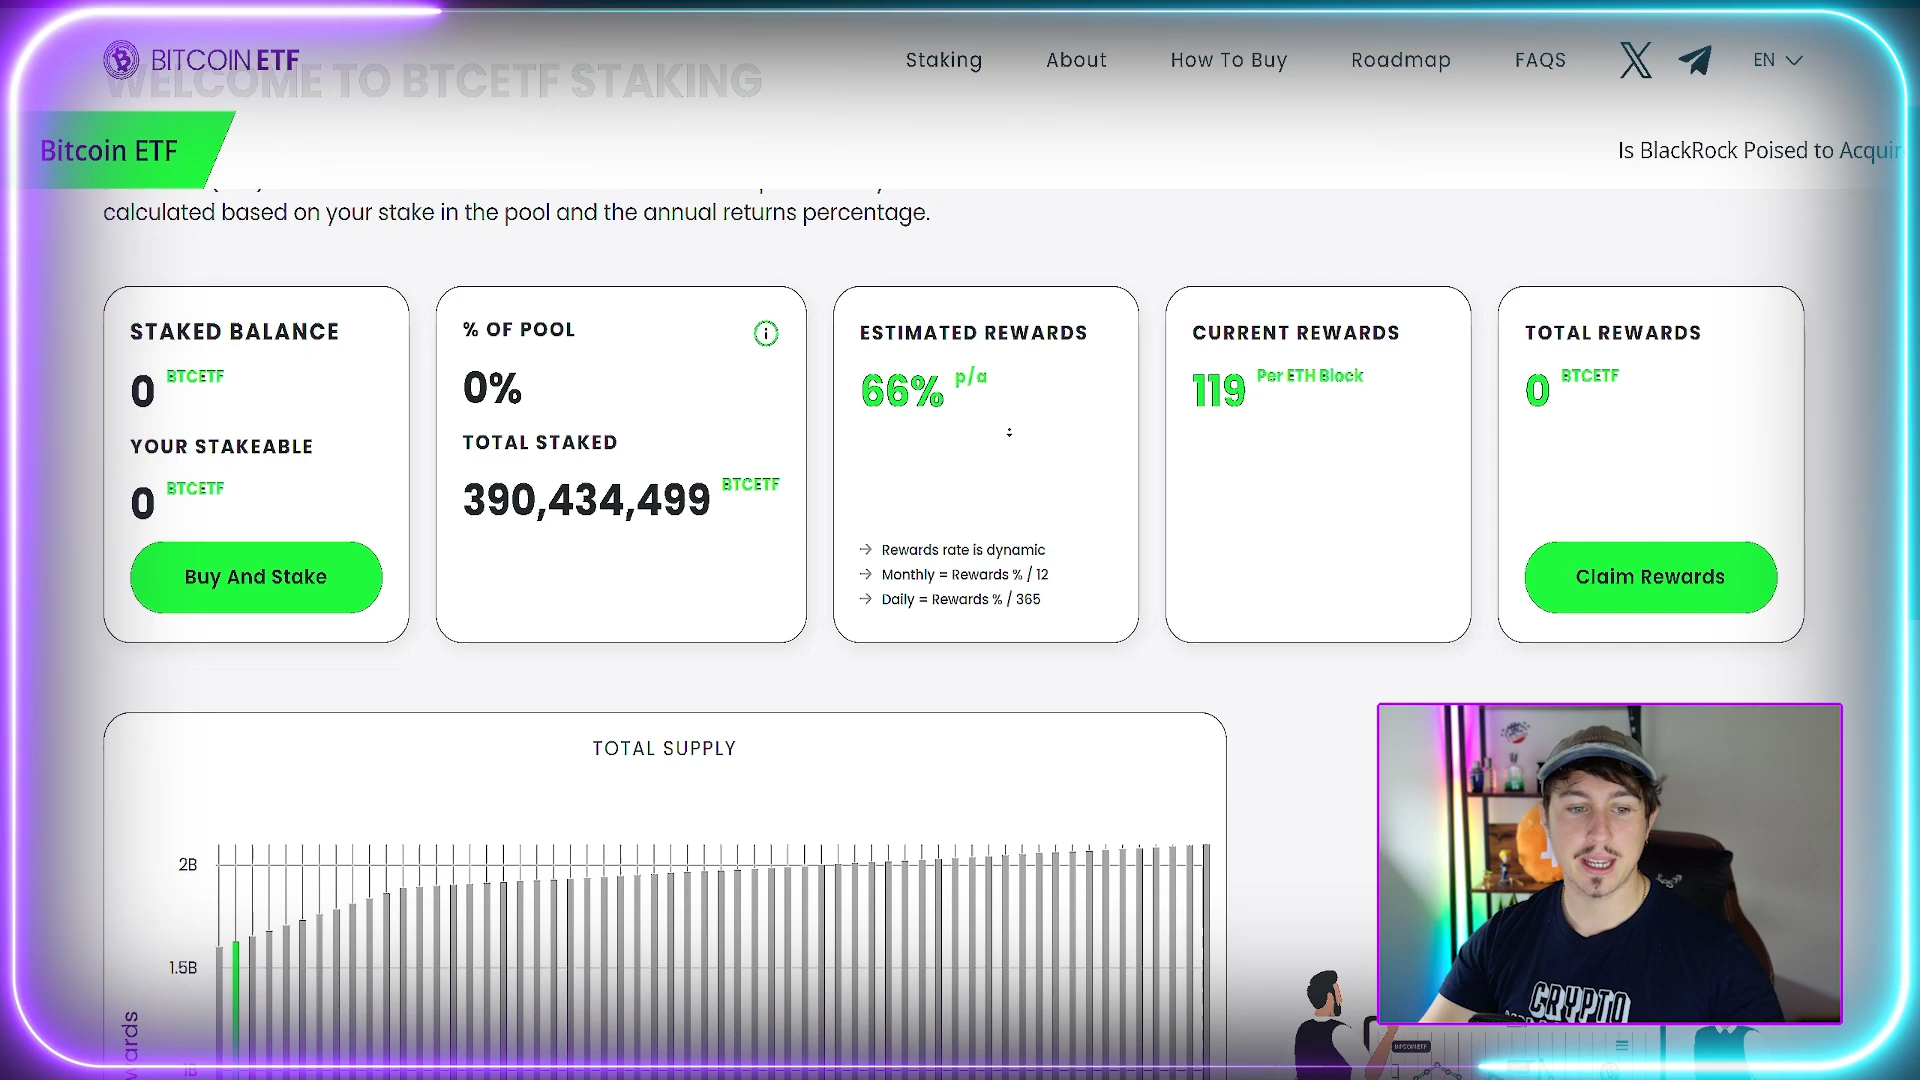 BITCOIN ETF
Staking
About
How To Buy
Roadmap
FAQS
EN
WELCOME TO BTCETF STAKING
Bitcoin ETF
Is BlackRock Poised to Acquir
calculated based on your stake in the pool and the annual returns percentage.
STAKED BALANCE
0 BTCETF
YOUR STAKEABLE
0 BTCETF
Buy And Stake
% OF POOL
0%
TOTAL STAKED
390,434,499 BTCETF
ESTIMATED REWARDS
66% p/a
→ Rewards rate is dynamic
→ Monthly = Rewards % / 12
→ Daily = Rewards % / 365
CURRENT REWARDS
119 Per ETH Block
TOTAL REWARDS
0 BTCETF
Claim Rewards
TOTAL SUPPLY
2B
1.5B
CRYPTO
BITCOIN ETF